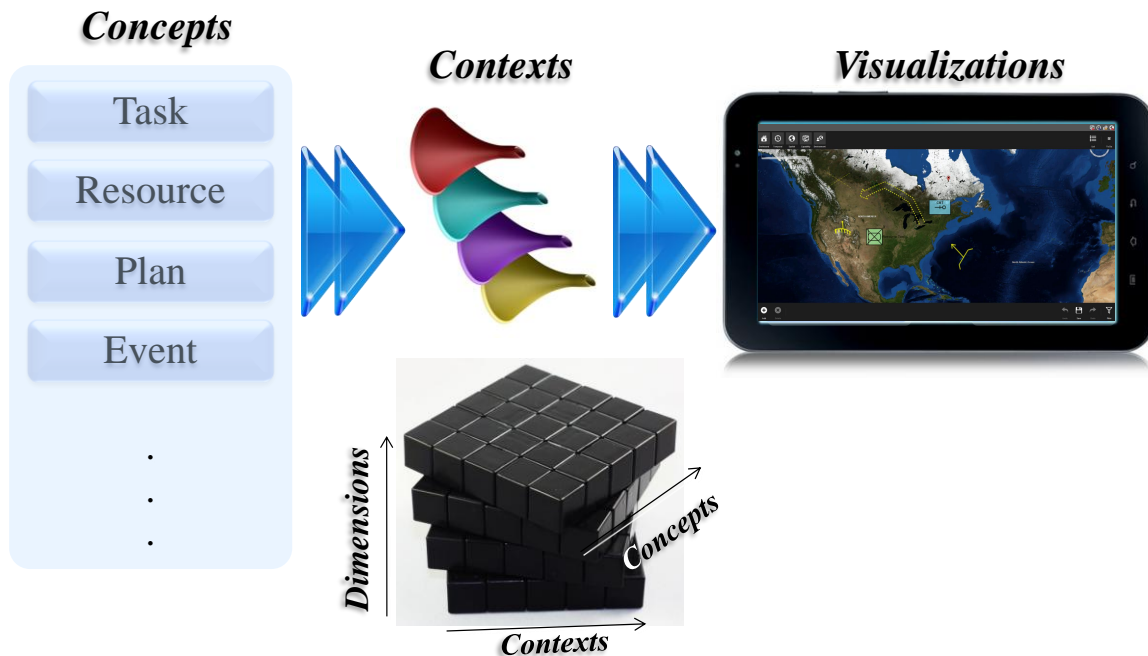 Concepts
Task
Resource
Plan
Event
.
.
.
Contexts
Visualizations
Dimensions
Concepts
Contexts